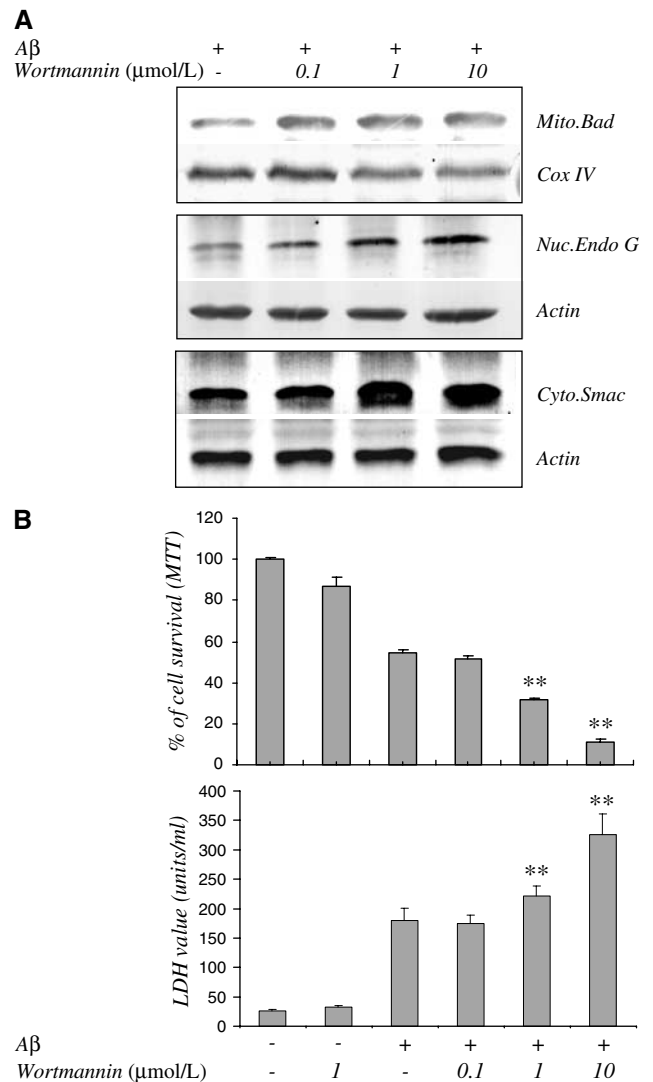 A
Aβ + + + +
Wortmannin (μmol/L) - 0.1 1 10
Mito.Bad
Cox IV
Nuc.Endo G
Actin
Cyto.Smac
Actin
B
% of cell survival (MTT)
120
100
80
60
40
20
0
**
**
LDH value (units/ml)
400
350
300
250
200
150
100
50
0
**
**
Aβ - - + + + +
Wortmannin (μmol/L) - 1 - 0.1 1 10